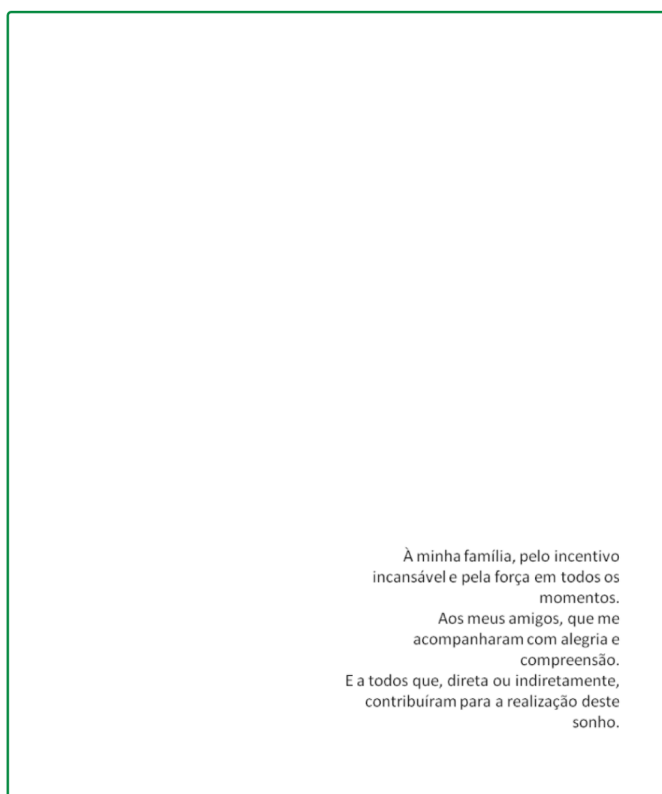 À minha família, pelo incentivo
incansável e pela força em todos os
momentos.
Aos meus amigos, que me
acompanharam com alegria e
compreensão.
E a todos que, direta ou indiretamente,
contribuíram para a realização deste
sonho.